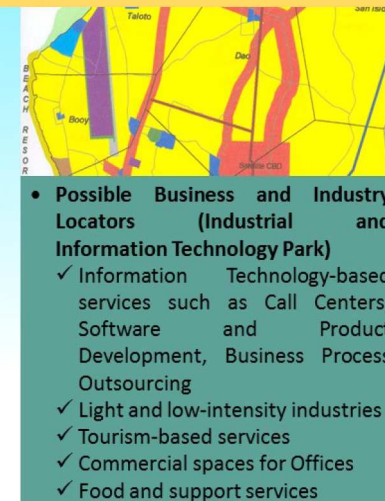 San Isid
Taloto
Dao
BEACH RESOR
Booy
Satellite CBD
• Possible Business and Industry
Locators (Industrial and
Information Technology Park)
✓ Information Technology-based
services such as Call Centers,
Software and Product
Development, Business Process
Outsourcing
✓ Light and low-intensity industries
✓ Tourism-based services
✓ Commercial spaces for Offices
✓ Food and support services